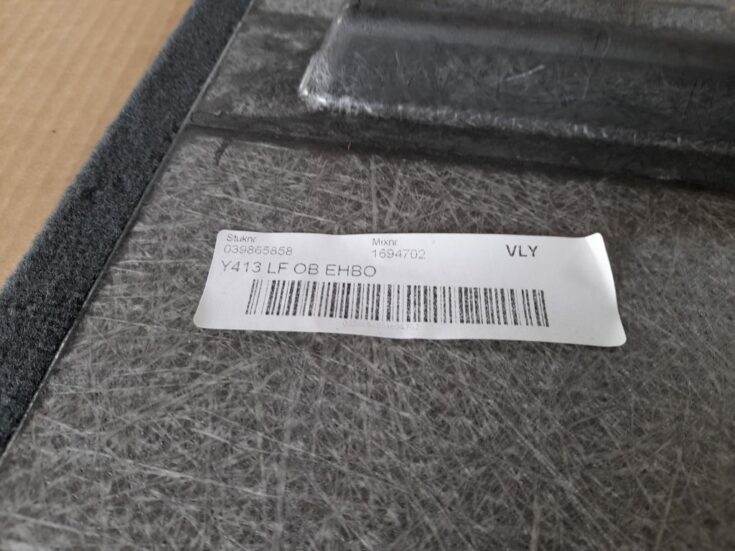 Stuknr Mixnr
039865858 1694702 VLY
Y413 LF OB EHBO